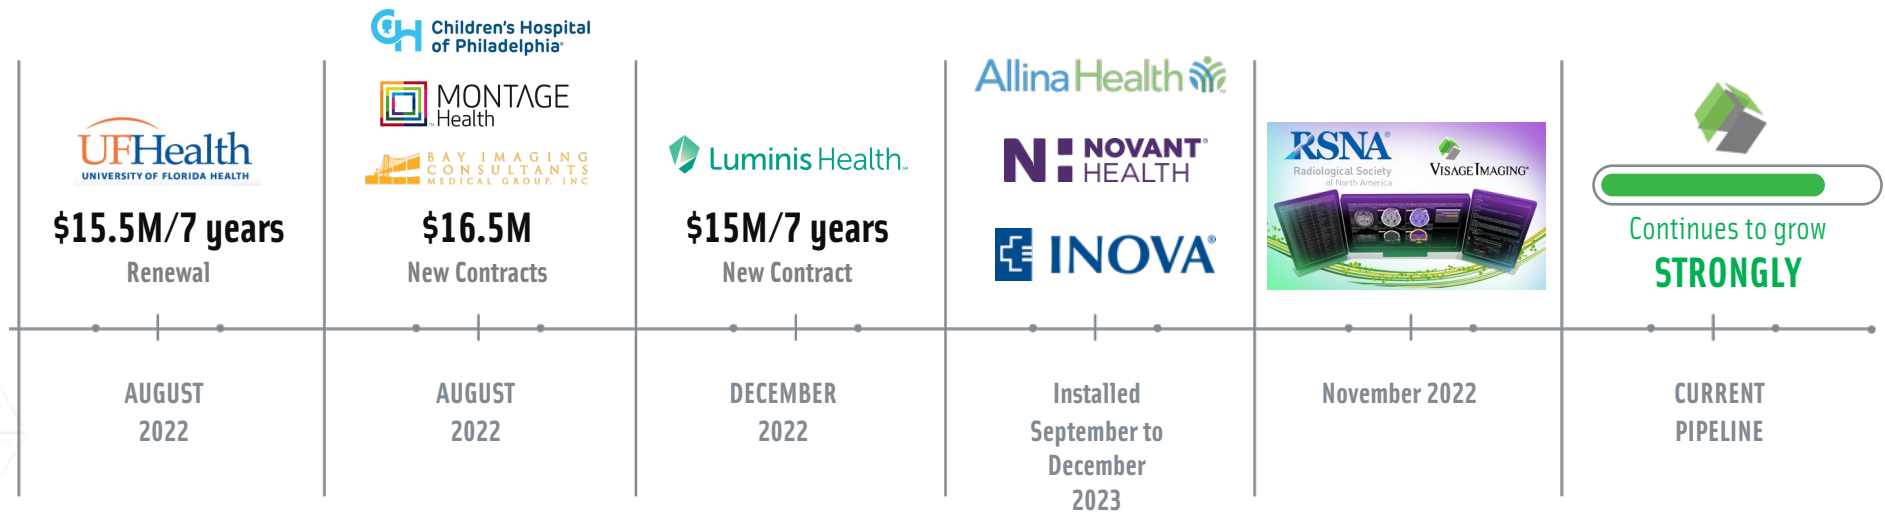 UFHealth
UNIVERSITY OF FLORIDA HEALTH
$15.5M/7 years
Renewal
AUGUST
2022
Children's Hospital
of Philadelphia®
MONTAGE
Health
BAY IMAGING
CONSULTANTS
MEDICAL GROUP, INC
$16.5M
New Contracts
AUGUST
2022
Luminis Health
$15M/7 years
New Contract
DECEMBER
2022
Allina Health
NOVANT®
HEALTH
INOVA®
Installed
September to
December
2023
RSNA®
Radiological Society
of North America
VISAGE IMAGING®
November 2022
Continues to grow
STRONGLY
CURRENT
PIPELINE